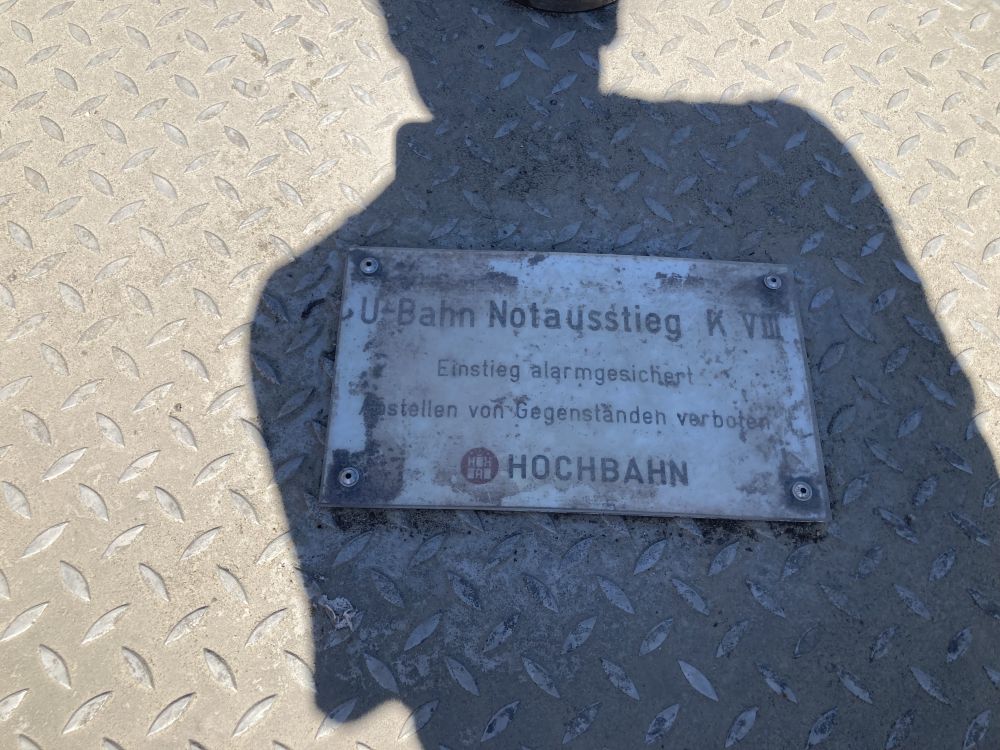 U-Bahn Notausstieg K VIII
Einstieg alarmgesichert
Abstellen von Gegenständen verboten
HOCHBAHN